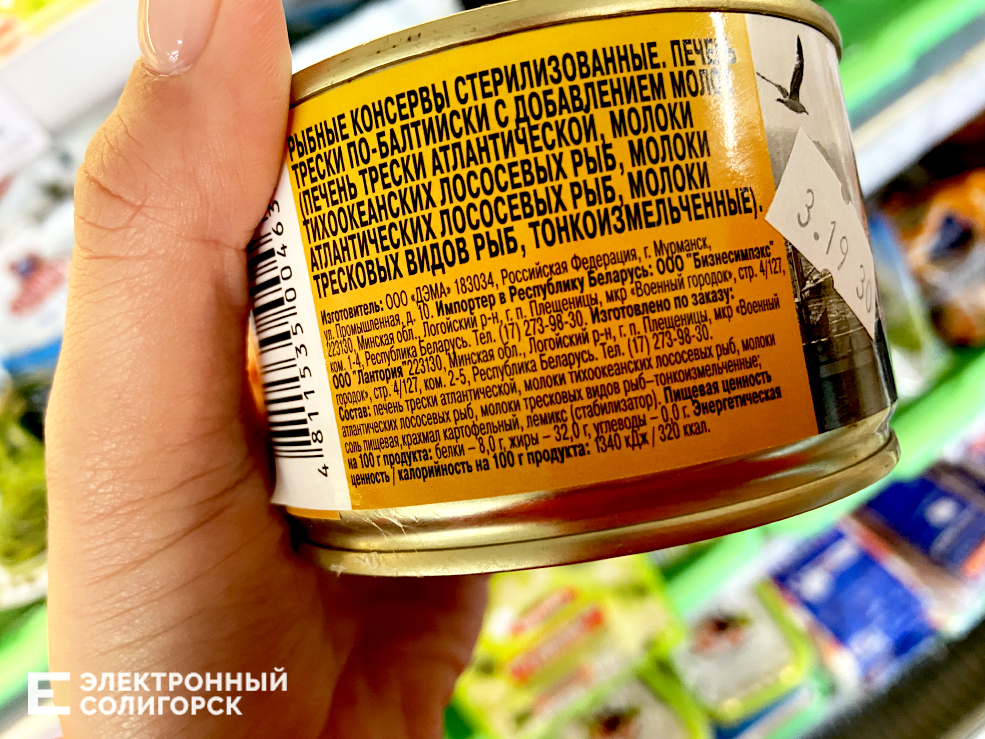 РЫБНЫЕ КОНСЕРВЫ СТЕРИЛИЗОВАННЫЕ. ПЕЧЕНЬ
ТРЕСКИ ПО-БАЛТИЙСКИ С ДОБАВЛЕНИЕМ МОЛОК
(ПЕЧЕНЬ ТРЕСКИ АТЛАНТИЧЕСКОЙ, МОЛОКИ
ТИХООКЕАНСКИХ ЛОСОСЕВЫХ РЫБ, МОЛОКИ
АТЛАНТИЧЕСКИХ ЛОСОСЕВЫХ РЫБ, МОЛОКИ
ТРЕСКОВЫХ ВИДОВ РЫБ, ТОНКОИЗМЕЛЬЧЕННЫЕ).
Изготовитель: ООО «ДЭМА» 183034, Российская Федерация, г. Мурманск,
ул. Промышленная, д. 10. Импортер в Республику Беларусь: ООО "Бизнесимпэкс"
223130, Минская обл., Логойский р-н, г. п. Плещеницы, мкр «Военный городок», стр. 4/127,
ком. 1-4, Республика Беларусь. Тел. (17) 273-98-30. Изготовлено по заказу:
ООО "Лантория" 223130, Минская обл., Логойский р-н, г. п. Плещеницы, мкр «Военный
городок», стр. 4/127, ком. 2-5, Республика Беларусь. Тел. (17) 273-98-30.
Состав: печень трески атлантической, молоки тихоокеанских лососевых рыб, молоки
атлантических лососевых рыб, молоки тресковых видов рыб–тонкоизмельченные,
соль пищевая, крахмал картофельный, лемикс (стабилизатор). Пищевая ценность
на 100 г продукта: белки – 8,0 г, жиры – 32,0 г, углеводы – 0,0 г. Энергетическая
ценность / калорийность на 100 г продукта: 1340 кДж / 320 ккал.
4 811535 00463
3.19 30
Е ЭЛЕКТРОННЫЙ
СОЛИГОРСК